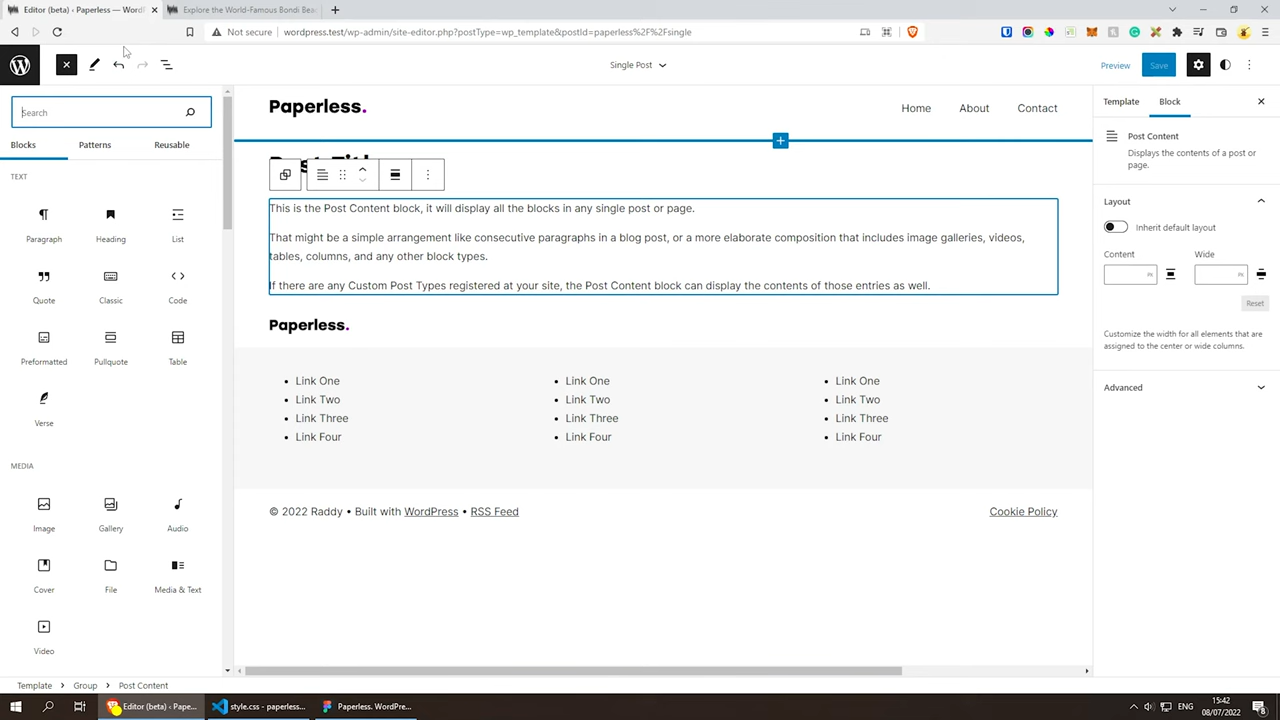 Editor (beta) ‹ Paperless — WordP
Explore the World-Famous Bondi Bea
Not secure
wordpress.test/wp-admin/site-editor.php?postType=wp_template&postId=paperless%2F%2Fsingle
Single Post
Preview
Save
Search
Blocks
Patterns
Reusable
TEXT
Paragraph
Heading
List
Quote
Classic
Code
Preformatted
Pullquote
Table
Verse
MEDIA
Image
Gallery
Audio
Cover
File
Media & Text
Video
Paperless.
Home
About
Contact
Post Title
This is the Post Content block, it will display all the blocks in any single post or page.
That might be a simple arrangement like consecutive paragraphs in a blog post, or a more elaborate composition that includes image galleries, videos,
tables, columns, and any other block types.
If there are any Custom Post Types registered at your site, the Post Content block can display the contents of those entries as well.
Paperless.
Link One
Link Two
Link Three
Link Four
Link One
Link Two
Link Three
Link Four
Link One
Link Two
Link Three
Link Four
© 2022 Raddy • Built with WordPress • RSS Feed
Cookie Policy
Template
Block
Post Content
Displays the contents of a post or
page.
Layout
Inherit default layout
Content
Wide
PX
PX
Reset
Customize the width for all elements that are
assigned to the center or wide columns.
Advanced
Template
Group
Post Content
Editor (beta) ‹ Pape...
style.css - paperless...
Paperless. WordPre...
ENG
15:42
08/07/2022